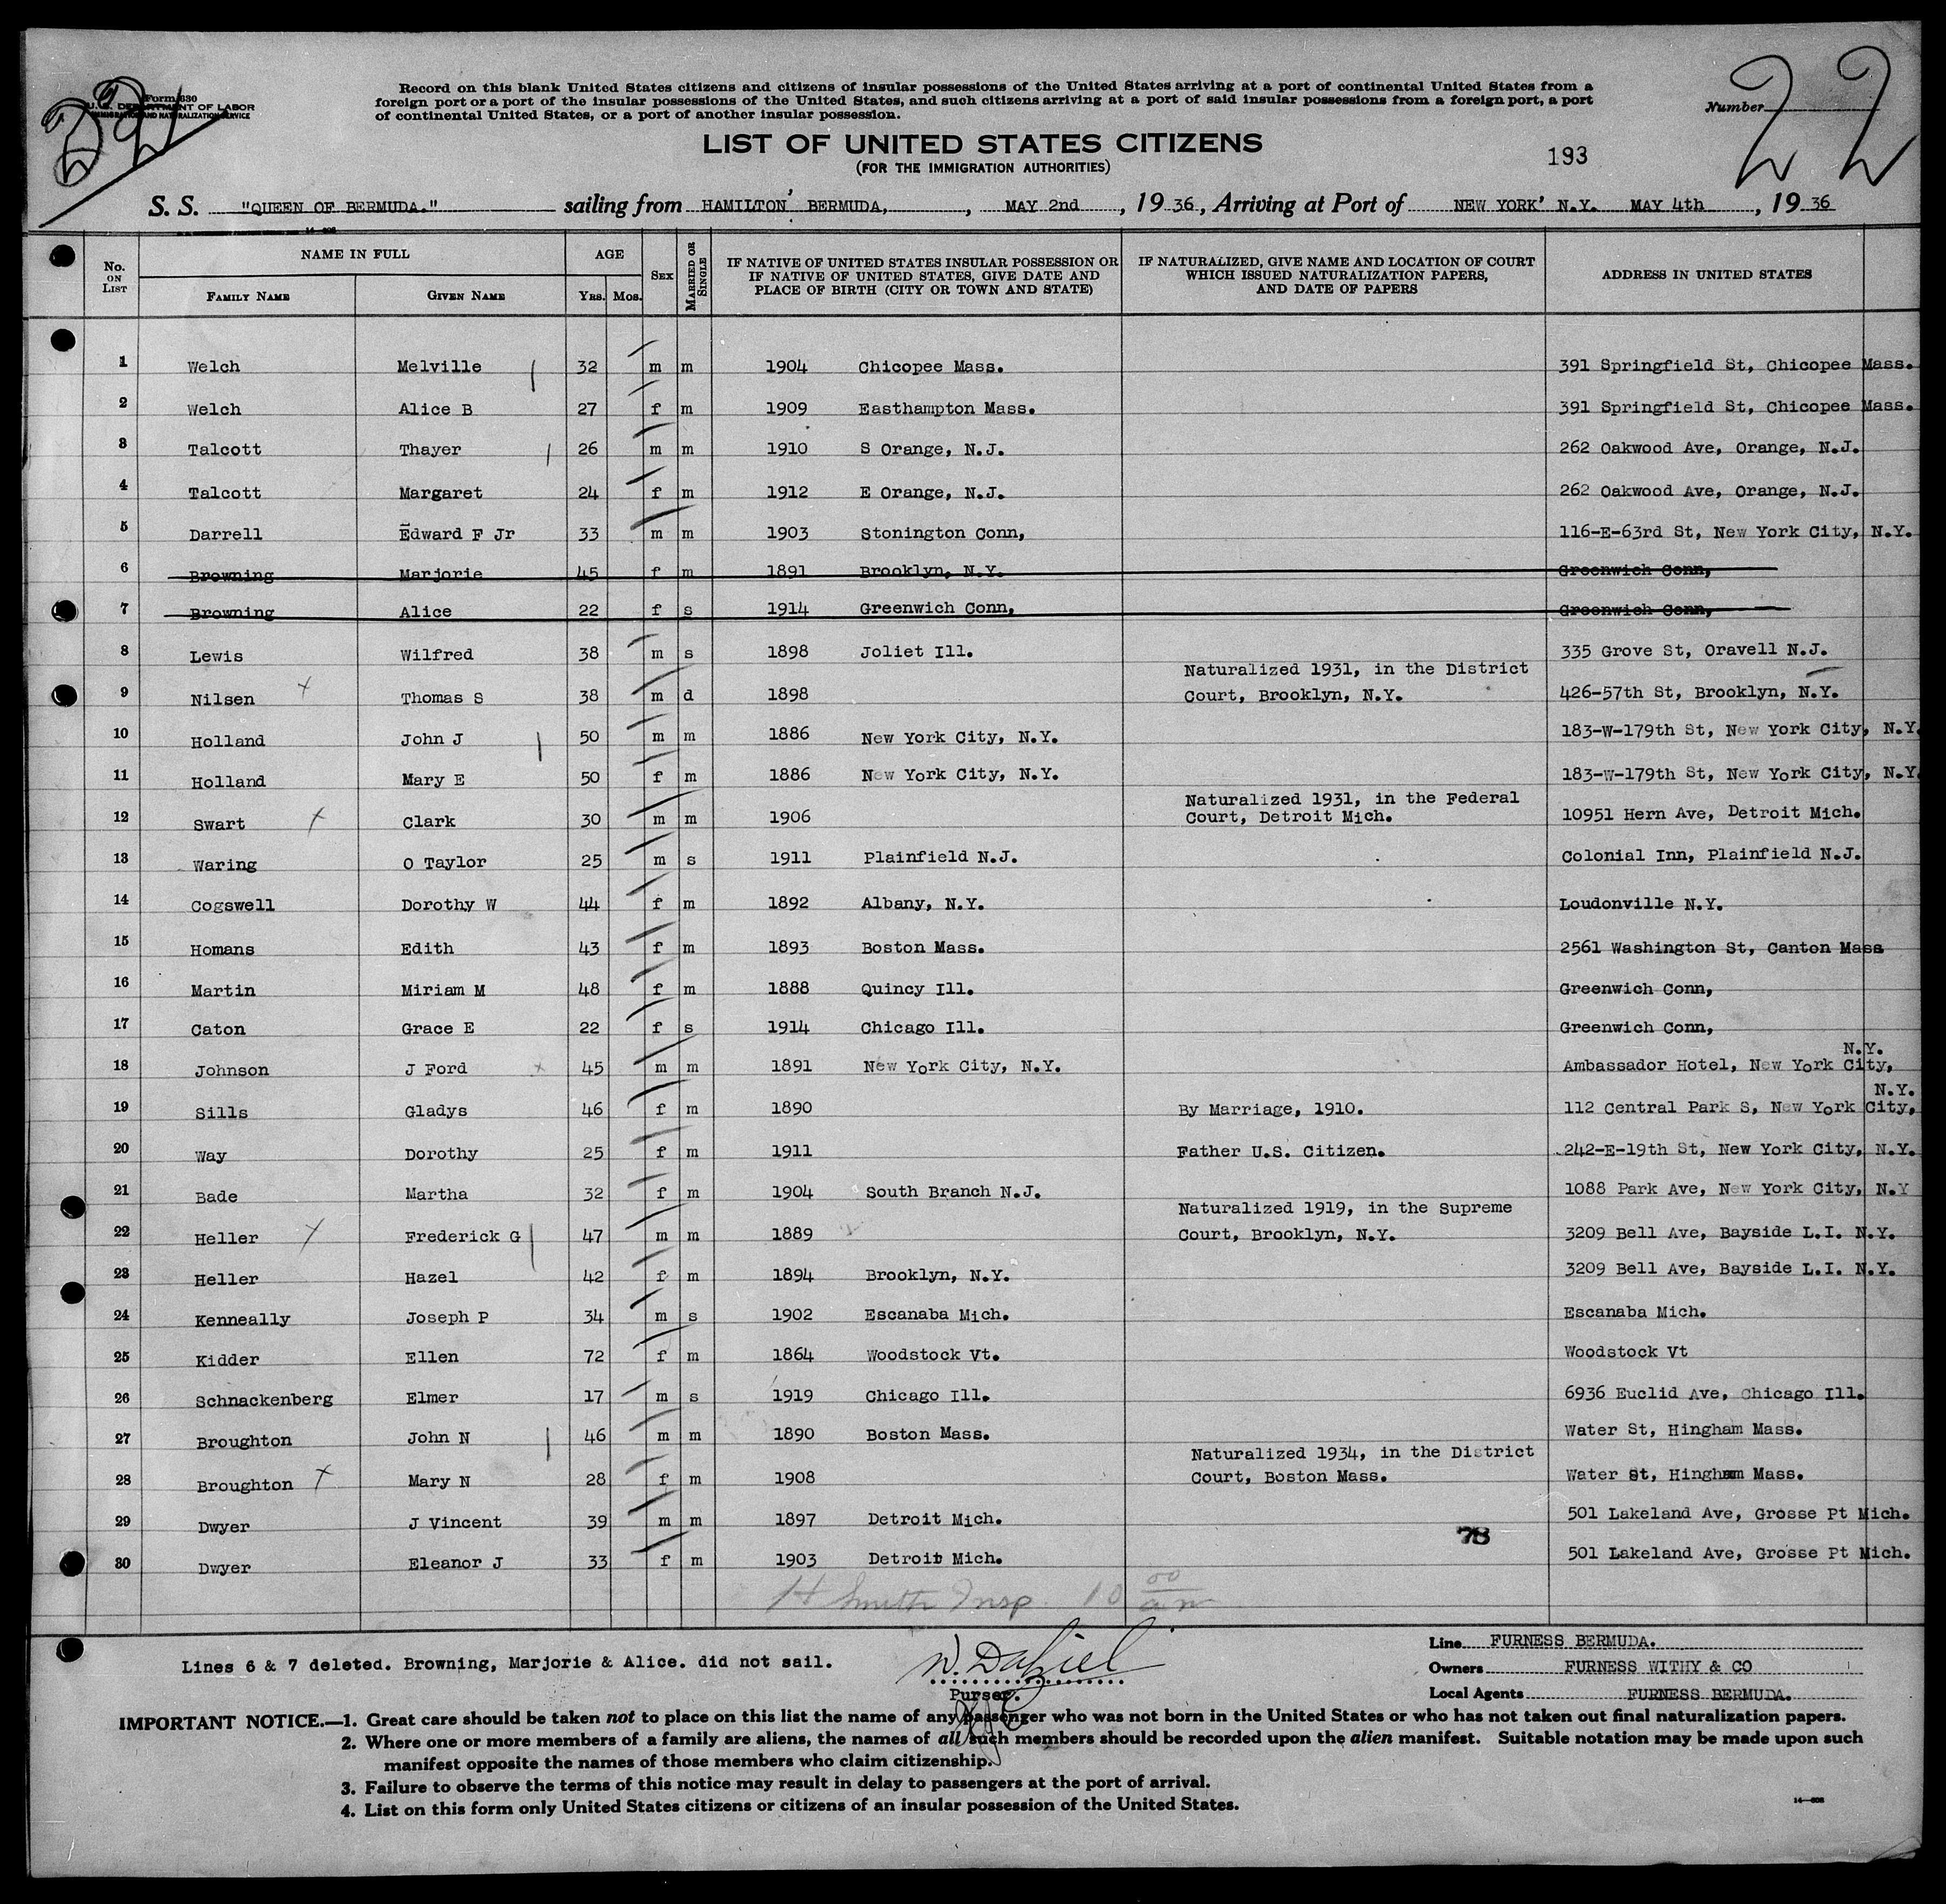 Form 630
U. S. DEPARTMENT OF LABOR
IMMIGRATION AND NATURALIZATION SERVICE
Record on this blank United States citizens and citizens of insular possessions of the United States arriving at a port of continental United States from a
foreign port or a port of the insular possessions of the United States, and such citizens arriving at a port of said insular possessions from a foreign port, a port
of continental United States, or a port of another insular possession.
Number 22
LIST OF UNITED STATES CITIZENS
(FOR THE IMMIGRATION AUTHORITIES)
193
S. S. "QUEEN OF BERMUDA." sailing from HAMILTON' BERMUDA, , MAY 2nd , 19 36, Arriving at Port of NEW YORK' N.Y. MAY 4th , 19 36
No. ON LIST NAME IN FULL AGE SEX MARRIED OR SINGLE IF NATIVE OF UNITED STATES INSULAR POSSESSION OR IF NATURALIZED, GIVE NAME AND LOCATION OF COURT ADDRESS IN UNITED STATES
IF NATIVE OF UNITED STATES, GIVE DATE AND WHICH ISSUED NATURALIZATION PAPERS,
FAMILY NAME GIVEN NAME YRS. MOS. PLACE OF BIRTH (CITY OR TOWN AND STATE) AND DATE OF PAPERS
1 Welch Melville 32 m m 1904 Chicopee Mass. 391 Springfield St, Chicopee Mass.
2 Welch Alice B 27 f m 1909 Easthampton Mass. 391 Springfield St, Chicopee Mass.
3 Talcott Thayer 26 m m 1910 S Orange, N.J. 262 Oakwood Ave, Orange, N.J.
4 Talcott Margaret 24 f m 1912 E Orange, N.J. 262 Oakwood Ave, Orange, N.J.
5 Darrell Edward F Jr 33 m m 1903 Stonington Conn, 116-E-63rd St, New York City, N.Y.
6 Browning Marjorie 45 f m 1891 Brooklyn, N.Y. Greenwich Conn,
7 Browning Alice 22 f s 1914 Greenwich Conn, Greenwich Conn,
8 Lewis Wilfred 38 m s 1898 Joliet Ill. 335 Grove St, Oravell N.J.
Naturalized 1931, in the District
9 Nilsen Thomas S 38 m d 1898 Court, Brooklyn, N.Y. 426-57th St, Brooklyn, N.Y.
10 Holland John J 50 m m 1886 New York City, N.Y. 183-W-179th St, New York City, N.Y.
11 Holland Mary E 50 f m 1886 New York City, N.Y. 183-W-179th St, New York City, N.Y.
Naturalized 1931, in the Federal
12 Swart Clark 30 m m 1906 Court, Detroit Mich. 10951 Hern Ave, Detroit Mich.
13 Waring O Taylor 25 m s 1911 Plainfield N.J. Colonial Inn, Plainfield N.J.
14 Cogswell Dorothy W 44 f m 1892 Albany, N.Y. Loudonville N.Y.
15 Homans Edith 43 f m 1893 Boston Mass. 2561 Washington St, Canton Mass
16 Martin Miriam M 48 f m 1888 Quincy Ill. Greenwich Conn,
17 Caton Grace E 22 f s 1914 Chicago Ill. Greenwich Conn,
N.Y.
18 Johnson J Ford 45 m m 1891 New York City, N.Y. Ambassador Hotel, New York City,
N.Y.
19 Sills Gladys 46 f m 1890 By Marriage, 1910. 112 Central Park S, New York City,
20 Way Dorothy 25 f m 1911 Father U.S. Citizen. 242-E-19th St, New York City, N.Y.
21 Bade Martha 32 f m 1904 South Branch N.J. 1088 Park Ave, New York City, N.Y
Naturalized 1919, in the Supreme
22 Heller Frederick G 47 m m 1889 Court, Brooklyn, N.Y. 3209 Bell Ave, Bayside L.I. N.Y.
23 Heller Hazel 42 f m 1894 Brooklyn, N.Y. 3209 Bell Ave, Bayside L.I. N.Y.
24 Kenneally Joseph P 34 m s 1902 Escanaba Mich. Escanaba Mich.
25 Kidder Ellen 72 f m 1864 Woodstock Vt. Woodstock Vt
26 Schnackenberg Elmer 17 m s 1919 Chicago Ill. 6936 Euclid Ave, Chicago Ill.
27 Broughton John N 46 m m 1890 Boston Mass. Water St, Hingham Mass.
Naturalized 1934, in the District
28 Broughton Mary N 28 f m 1908 Court, Boston Mass. Water St, Hingham Mass.
29 Dwyer J Vincent 39 m m 1897 Detroit Mich. 501 Lakeland Ave, Grosse Pt Mich.
78
30 Dwyer Eleanor J 33 f m 1903 Detroit Mich. 501 Lakeland Ave, Grosse Pt Mich.
H Smith Insp. 10 00 am
Lines 6 & 7 deleted. Browning, Marjorie & Alice. did not sail.
Purser.
Line FURNESS BERMUDA.
Owners FURNESS WITHY & CO
Local Agents FURNESS BERMUDA.
IMPORTANT NOTICE.—1. Great care should be taken not to place on this list the name of any passenger who was not born in the United States or who has not taken out final naturalization papers.
2. Where one or more members of a family are aliens, the names of all such members should be recorded upon the alien manifest. Suitable notation may be made upon such
manifest opposite the names of those members who claim citizenship.
3. Failure to observe the terms of this notice may result in delay to passengers at the port of arrival.
4. List on this form only United States citizens or citizens of an insular possession of the United States.